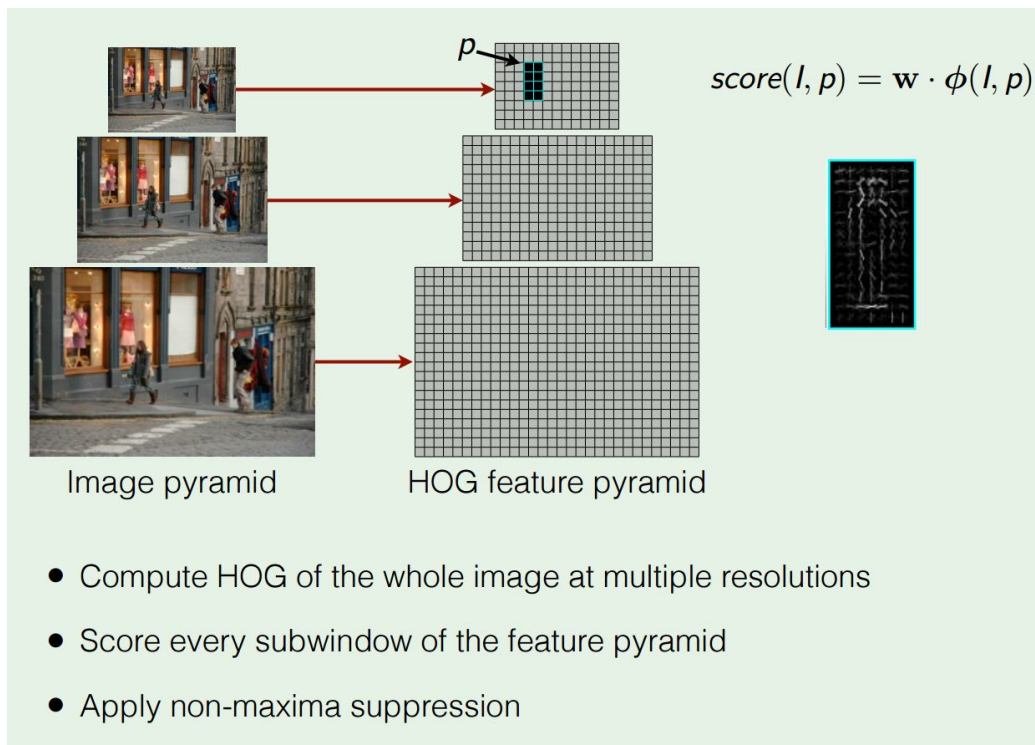 p
score(I, p) = w · ϕ(I, p)
Image pyramid
HOG feature pyramid
● Compute HOG of the whole image at multiple resolutions
● Score every subwindow of the feature pyramid
● Apply non-maxima suppression